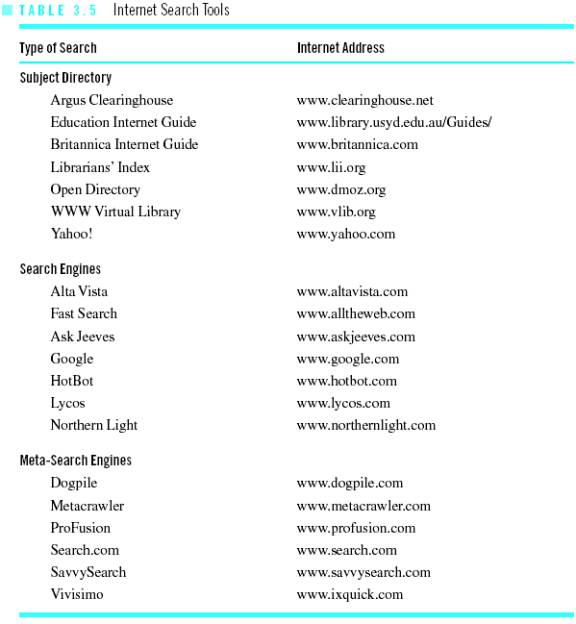 TABLE 3.5 Internet Search Tools
Type of Search Internet Address
Subject Directory
Argus Clearinghouse www.clearinghouse.net
Education Internet Guide www.library.usyd.edu.au/Guides/
Britannica Internet Guide www.britannica.com
Librarians' Index www.lii.org
Open Directory www.dmoz.org
WWW Virtual Library www.vlib.org
Yahoo! www.yahoo.com
Search Engines
Alta Vista www.altavista.com
Fast Search www.alltheweb.com
Ask Jeeves www.askjeeves.com
Google www.google.com
HotBot www.hotbot.com
Lycos www.lycos.com
Northern Light www.northernlight.com
Meta-Search Engines
Dogpile www.dogpile.com
Metacrawler www.metacrawler.com
ProFusion www.profusion.com
Search.com www.search.com
SavvySearch www.savvysearch.com
Vivisimo www.ixquick.com